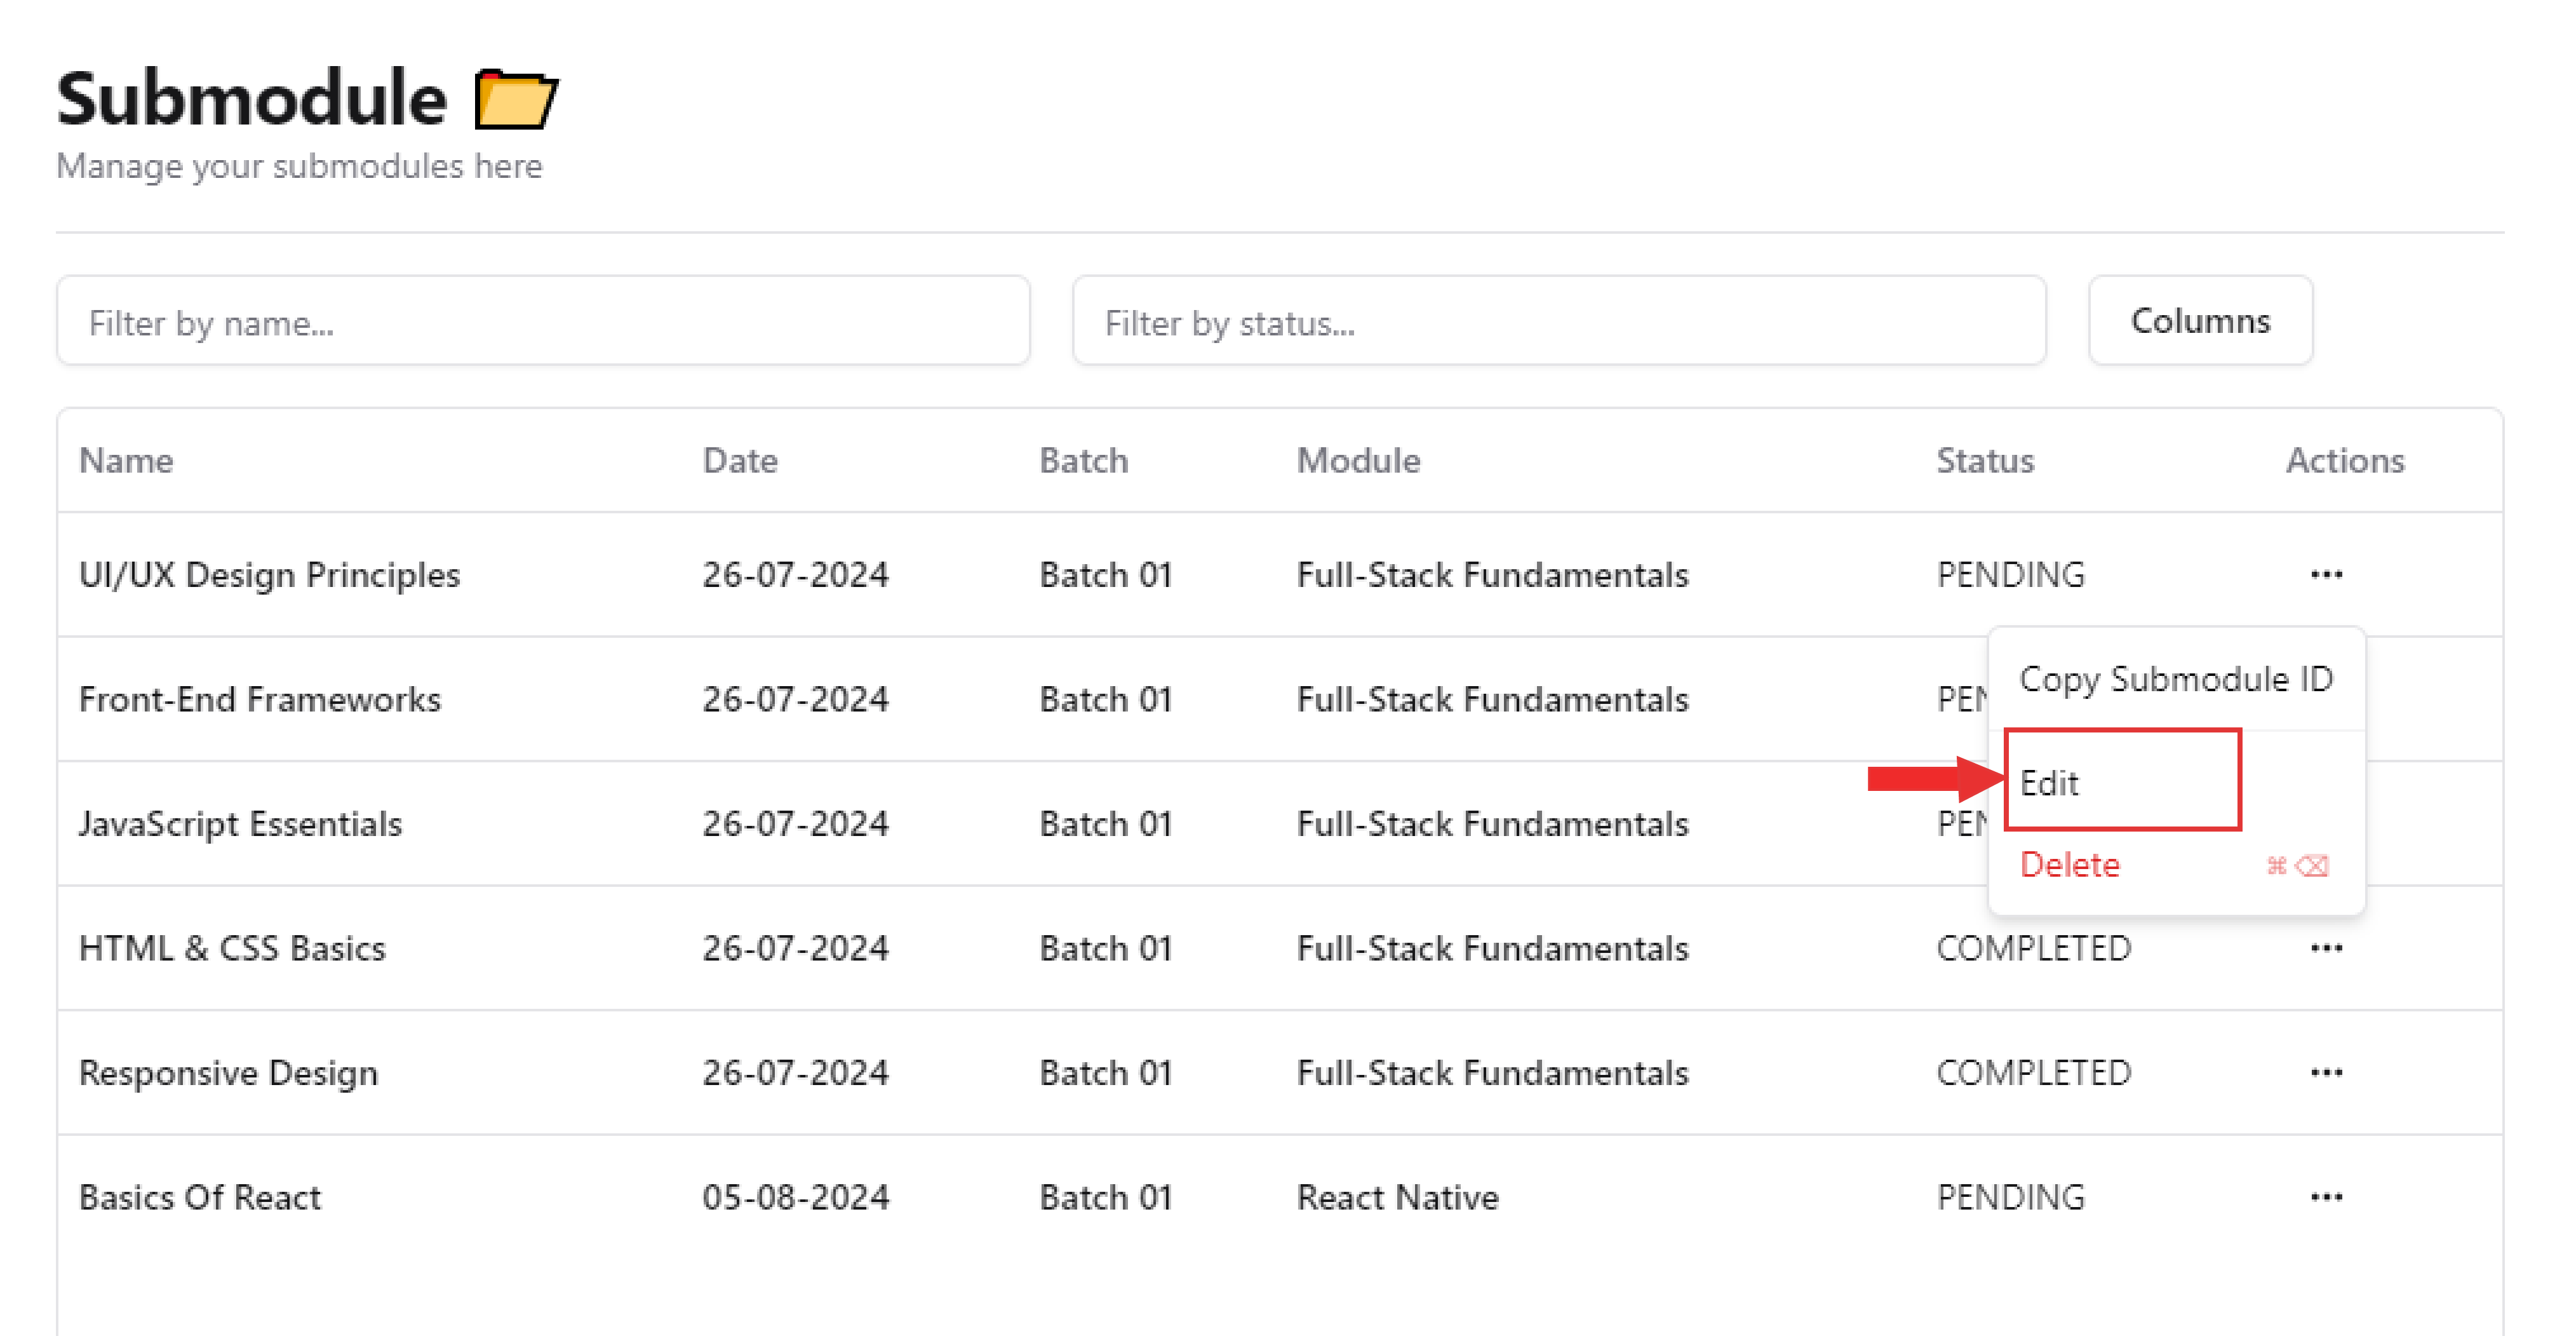 Submodule
Manage your submodules here
Filter by name... Filter by status... Columns
Name Date Batch Module Status Actions
UI/UX Design Principles 26-07-2024 Batch 01 Full-Stack Fundamentals PENDING ...
Copy Submodule ID
Front-End Frameworks 26-07-2024 Batch 01 Full-Stack Fundamentals
Edit
JavaScript Essentials 26-07-2024 Batch 01 Full-Stack Fundamentals
Delete ⌘⌫
HTML & CSS Basics 26-07-2024 Batch 01 Full-Stack Fundamentals COMPLETED ...
Responsive Design 26-07-2024 Batch 01 Full-Stack Fundamentals COMPLETED ...
Basics Of React 05-08-2024 Batch 01 React Native PENDING ...